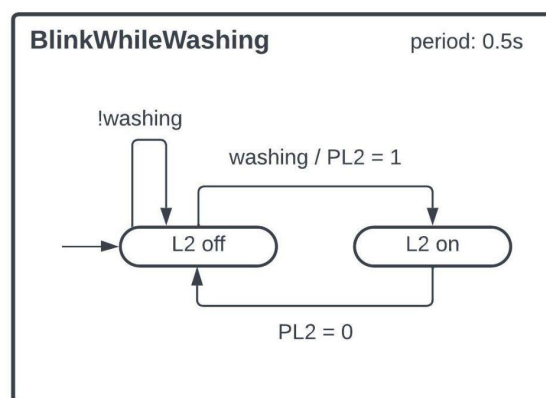 BlinkWhileWashing
period: 0.5s
!washing
washing / PL2 = 1
L2 off
L2 on
PL2 = 0